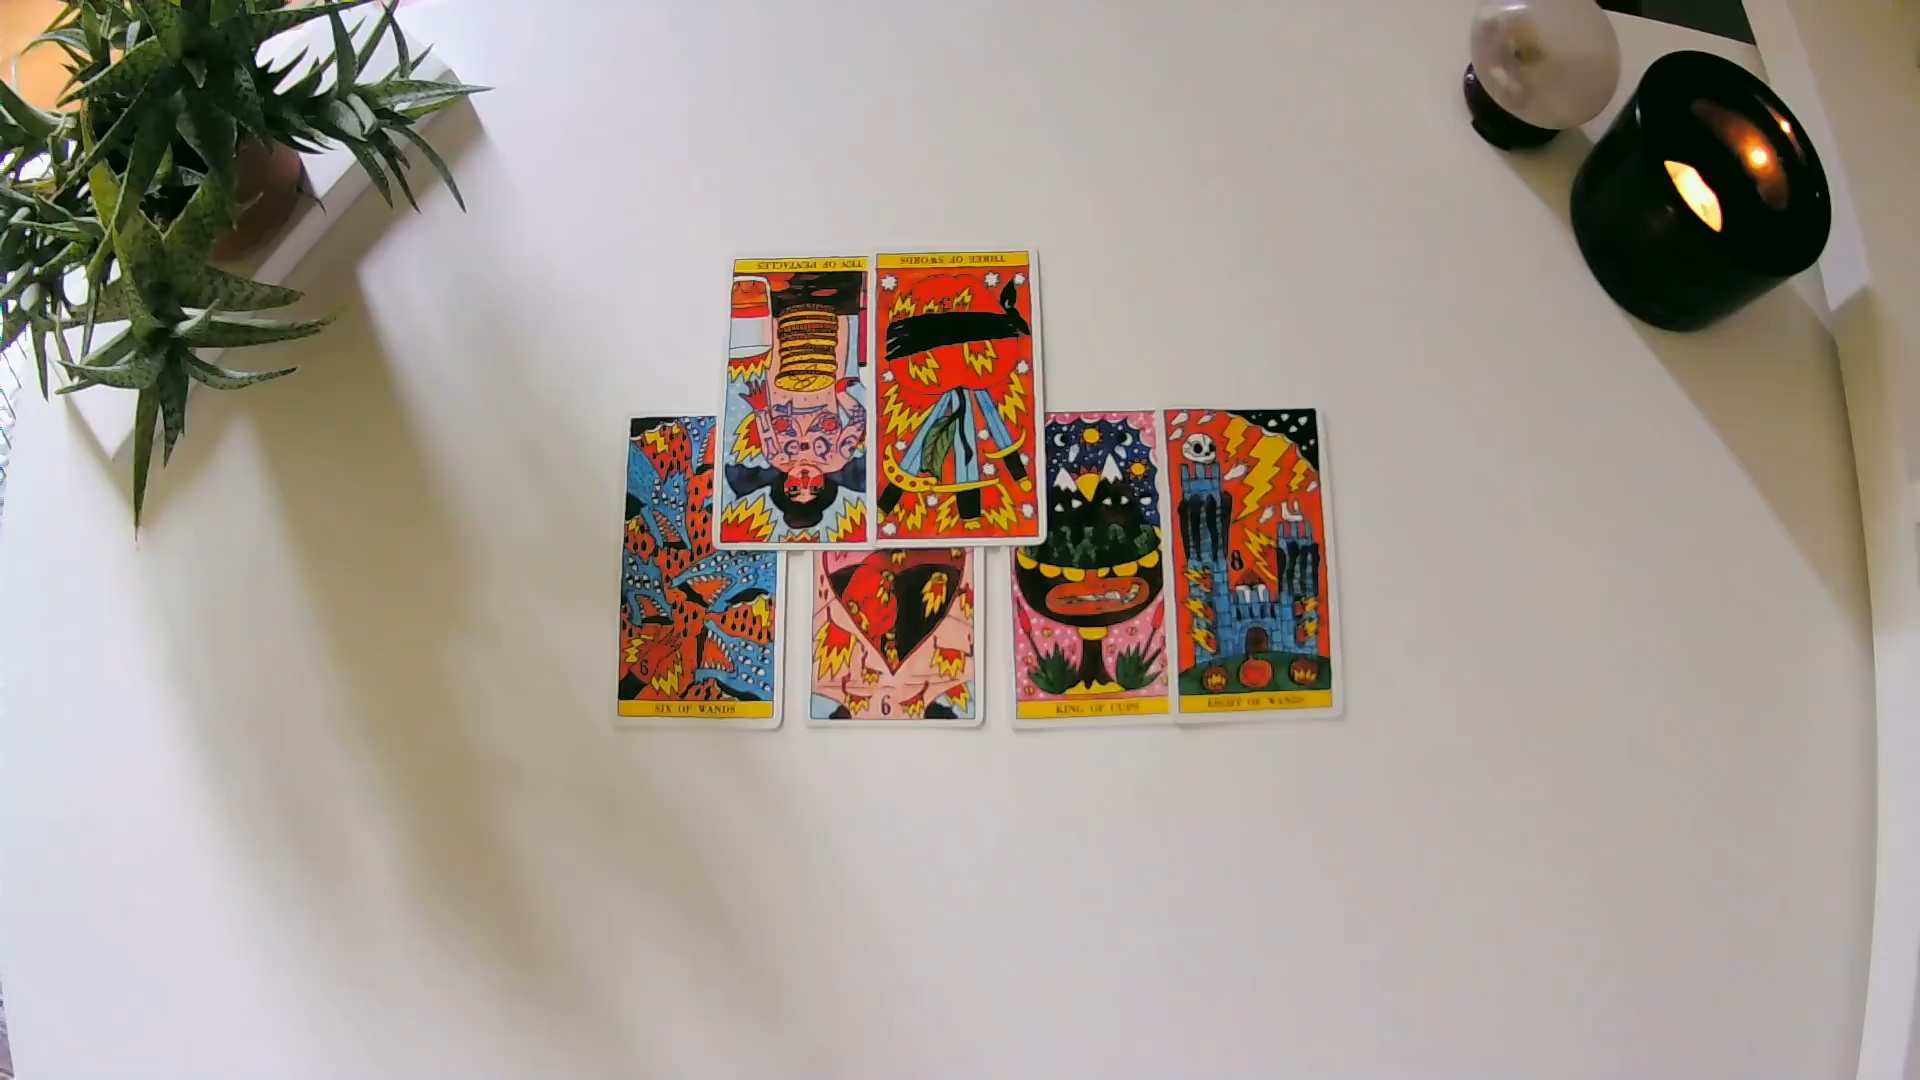 TEN OF PENTACLES
THREE OF SWORDS
8
6
6
SIX OF WANDS
KING OF CUPS
EIGHT OF WANDS